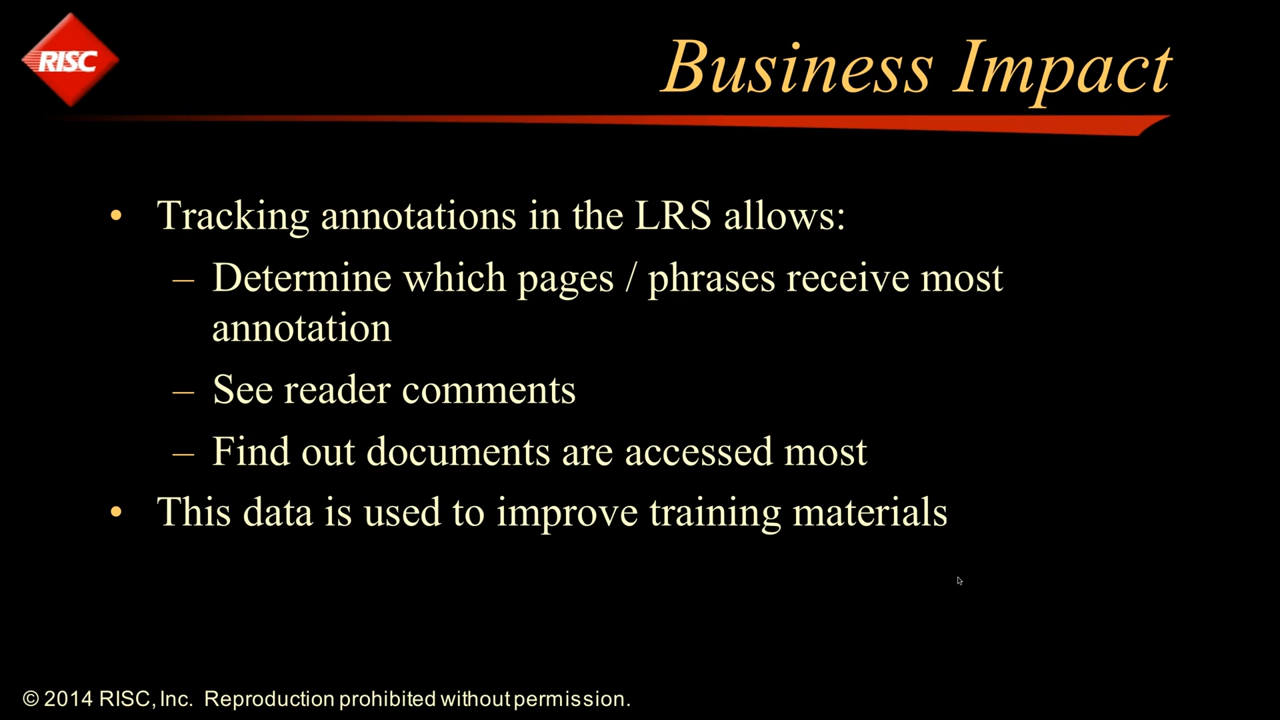 RISC
Business Impact
• Tracking annotations in the LRS allows:
– Determine which pages / phrases receive most
annotation
– See reader comments
– Find out documents are accessed most
• This data is used to improve training materials
© 2014 RISC, Inc. Reproduction prohibited without permission.